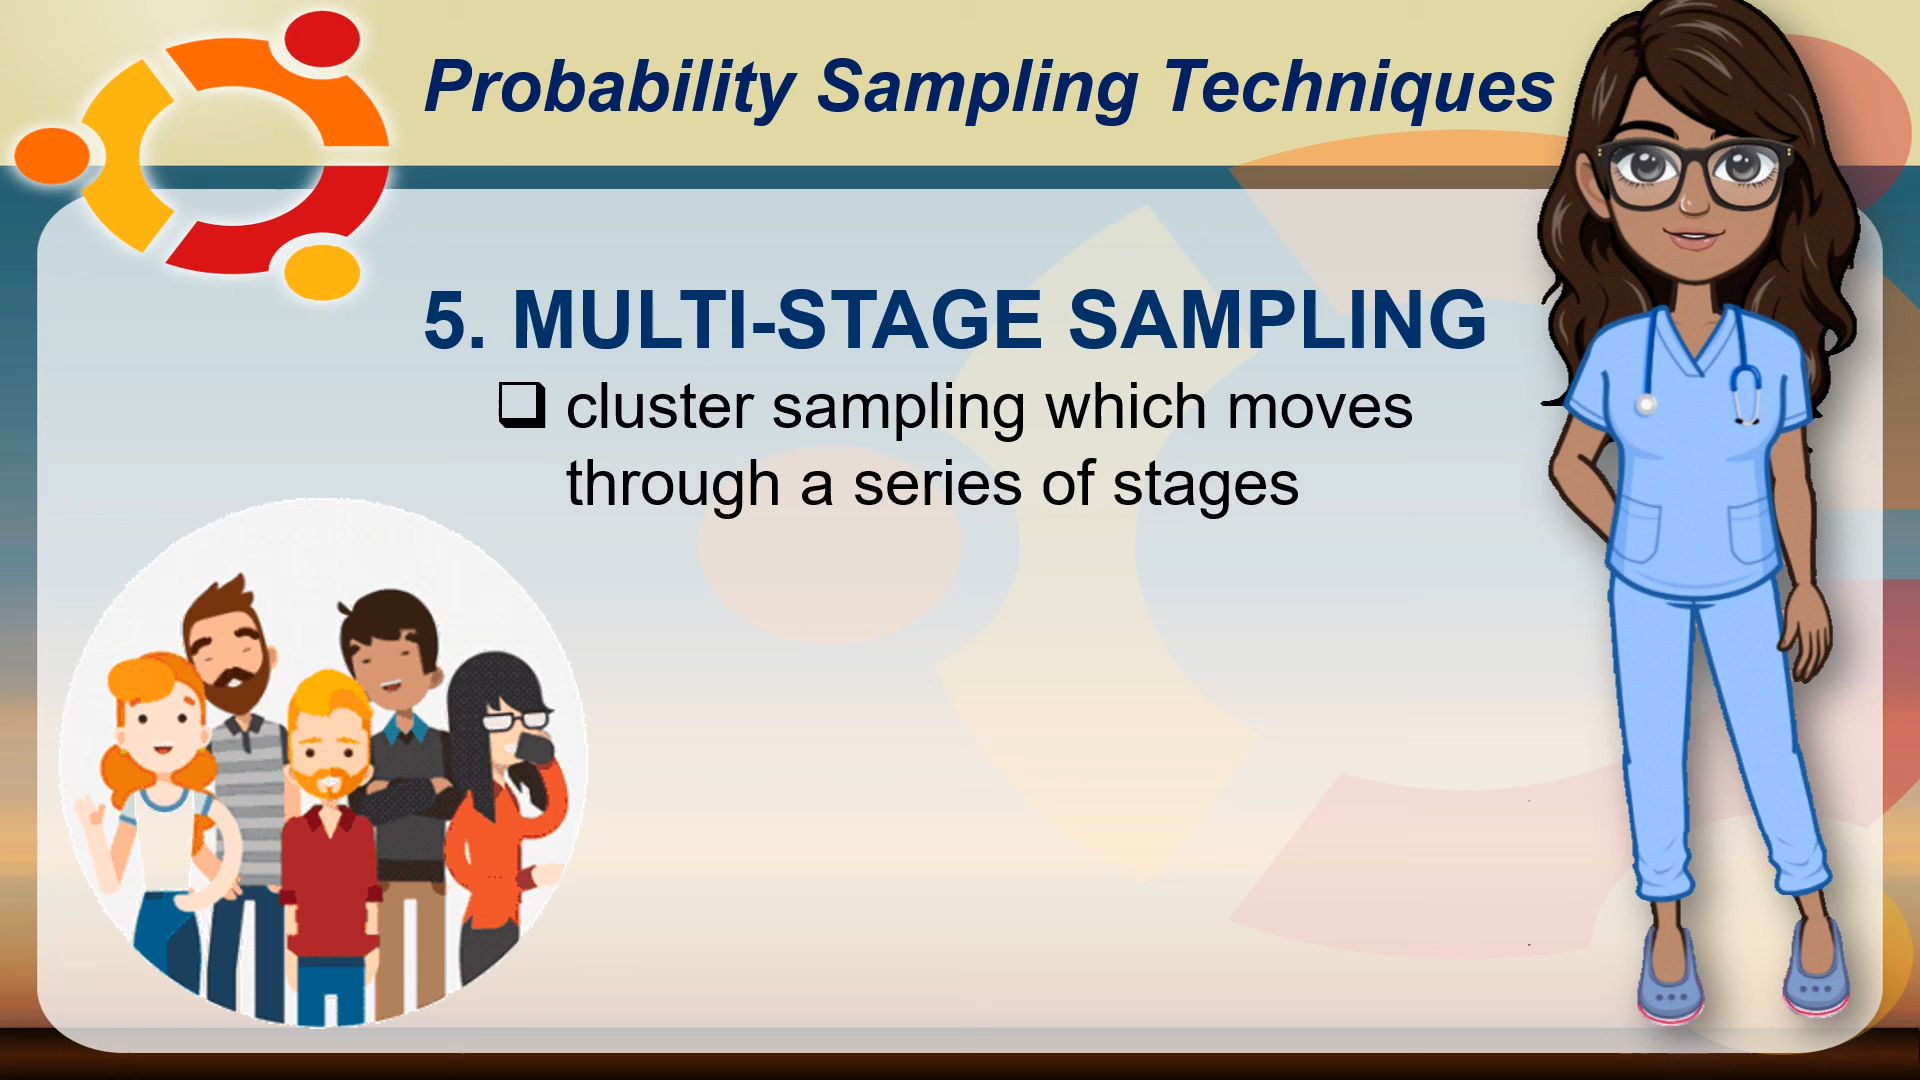 Probability Sampling Techniques
5. MULTI-STAGE SAMPLING
❑ cluster sampling which moves
through a series of stages